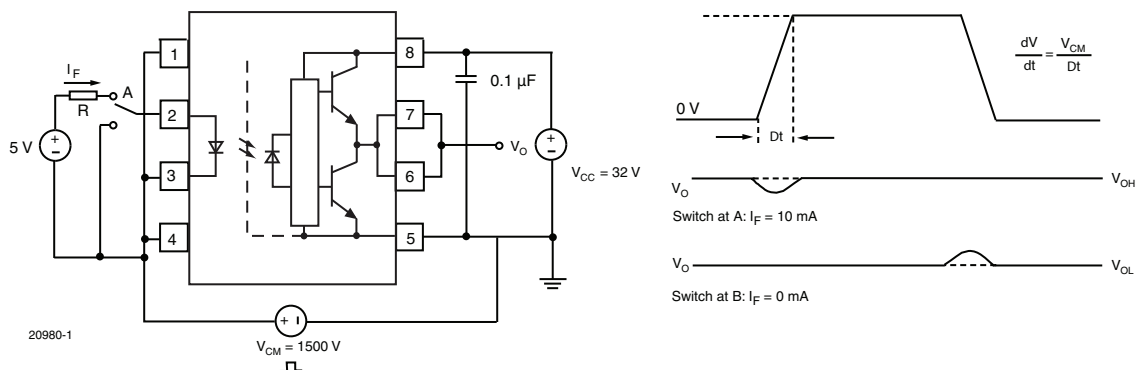 1
2
3
4
8
7
6
5
I_F
R
A
5 V
+
-
0.1 µF
V_O
+
-
V_CC = 32 V
+ I
V_CM = 1500 V
20980-1
dV/dt = V_CM/Dt
0 V
Dt
V_O
V_OH
Switch at A: I_F = 10 mA
V_O
V_OL
Switch at B: I_F = 0 mA